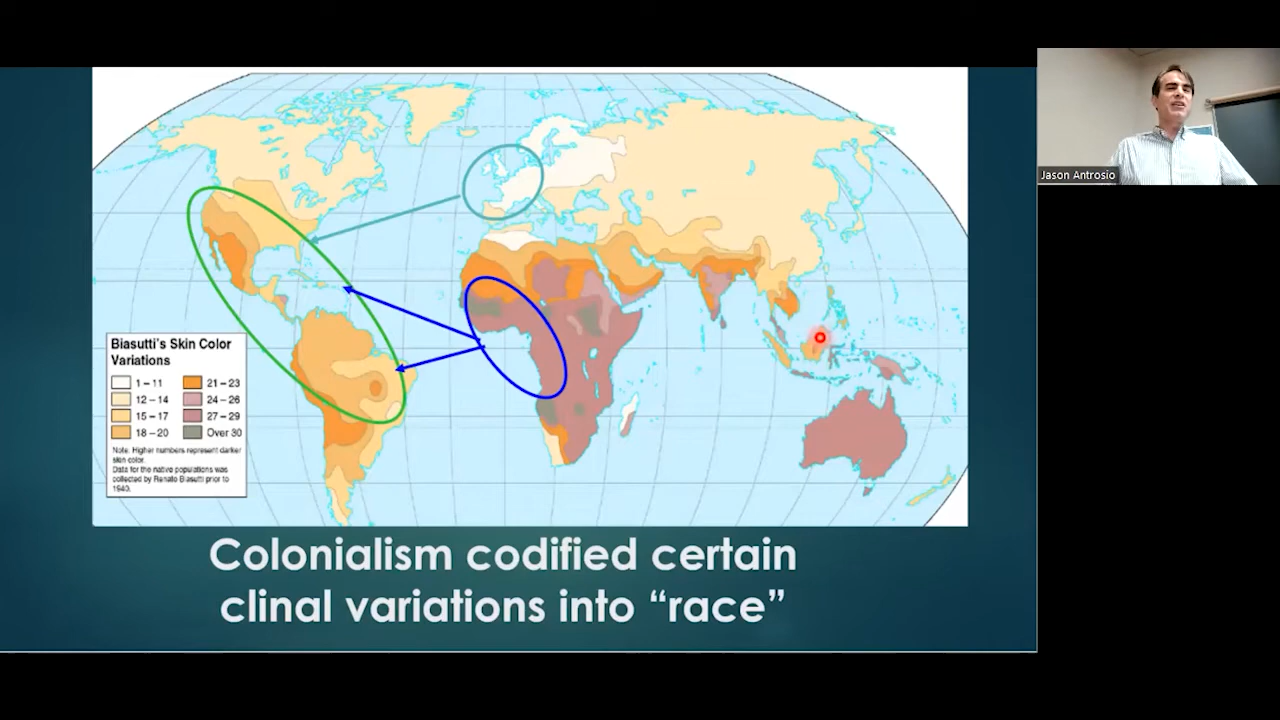 Jason Antrosio
Biasutti's Skin Color
Variations
1 – 11
12 – 14
15 – 17
18 – 20
21 – 23
24 – 26
27 – 29
Over 30
Note. Higher numbers represent darker
skin color.
Data for the native populations was
collected by Renato Biasutti prior to
1940.
Colonialism codified certain
clinal variations into “race”